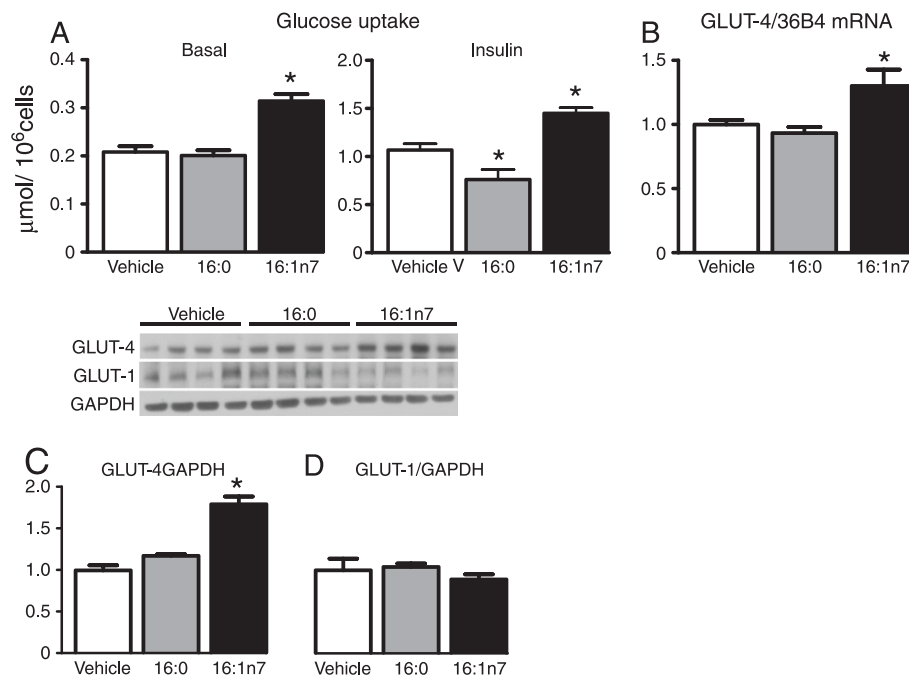 A
Glucose uptake
Basal
Insulin
μmol/ 10⁶cells
0.4
0.3
0.2
0.1
0
*
Vehicle 16:0 16:1n7
2.0
1.5
1.0
0.5
0.0
*
*
Vehicle V 16:0 16:1n7
B
GLUT-4/36B4 mRNA
1.5
1.0
0.5
0
*
Vehicle 16:0 16:1n7
Vehicle 16:0 16:1n7
GLUT-4
GLUT-1
GAPDH
C
GLUT-4GAPDH
2.0
1.5
1.0
0.5
0
*
Vehicle 16:0 16:1n7
D
GLUT-1/GAPDH
Vehicle 16:0 16:1n7